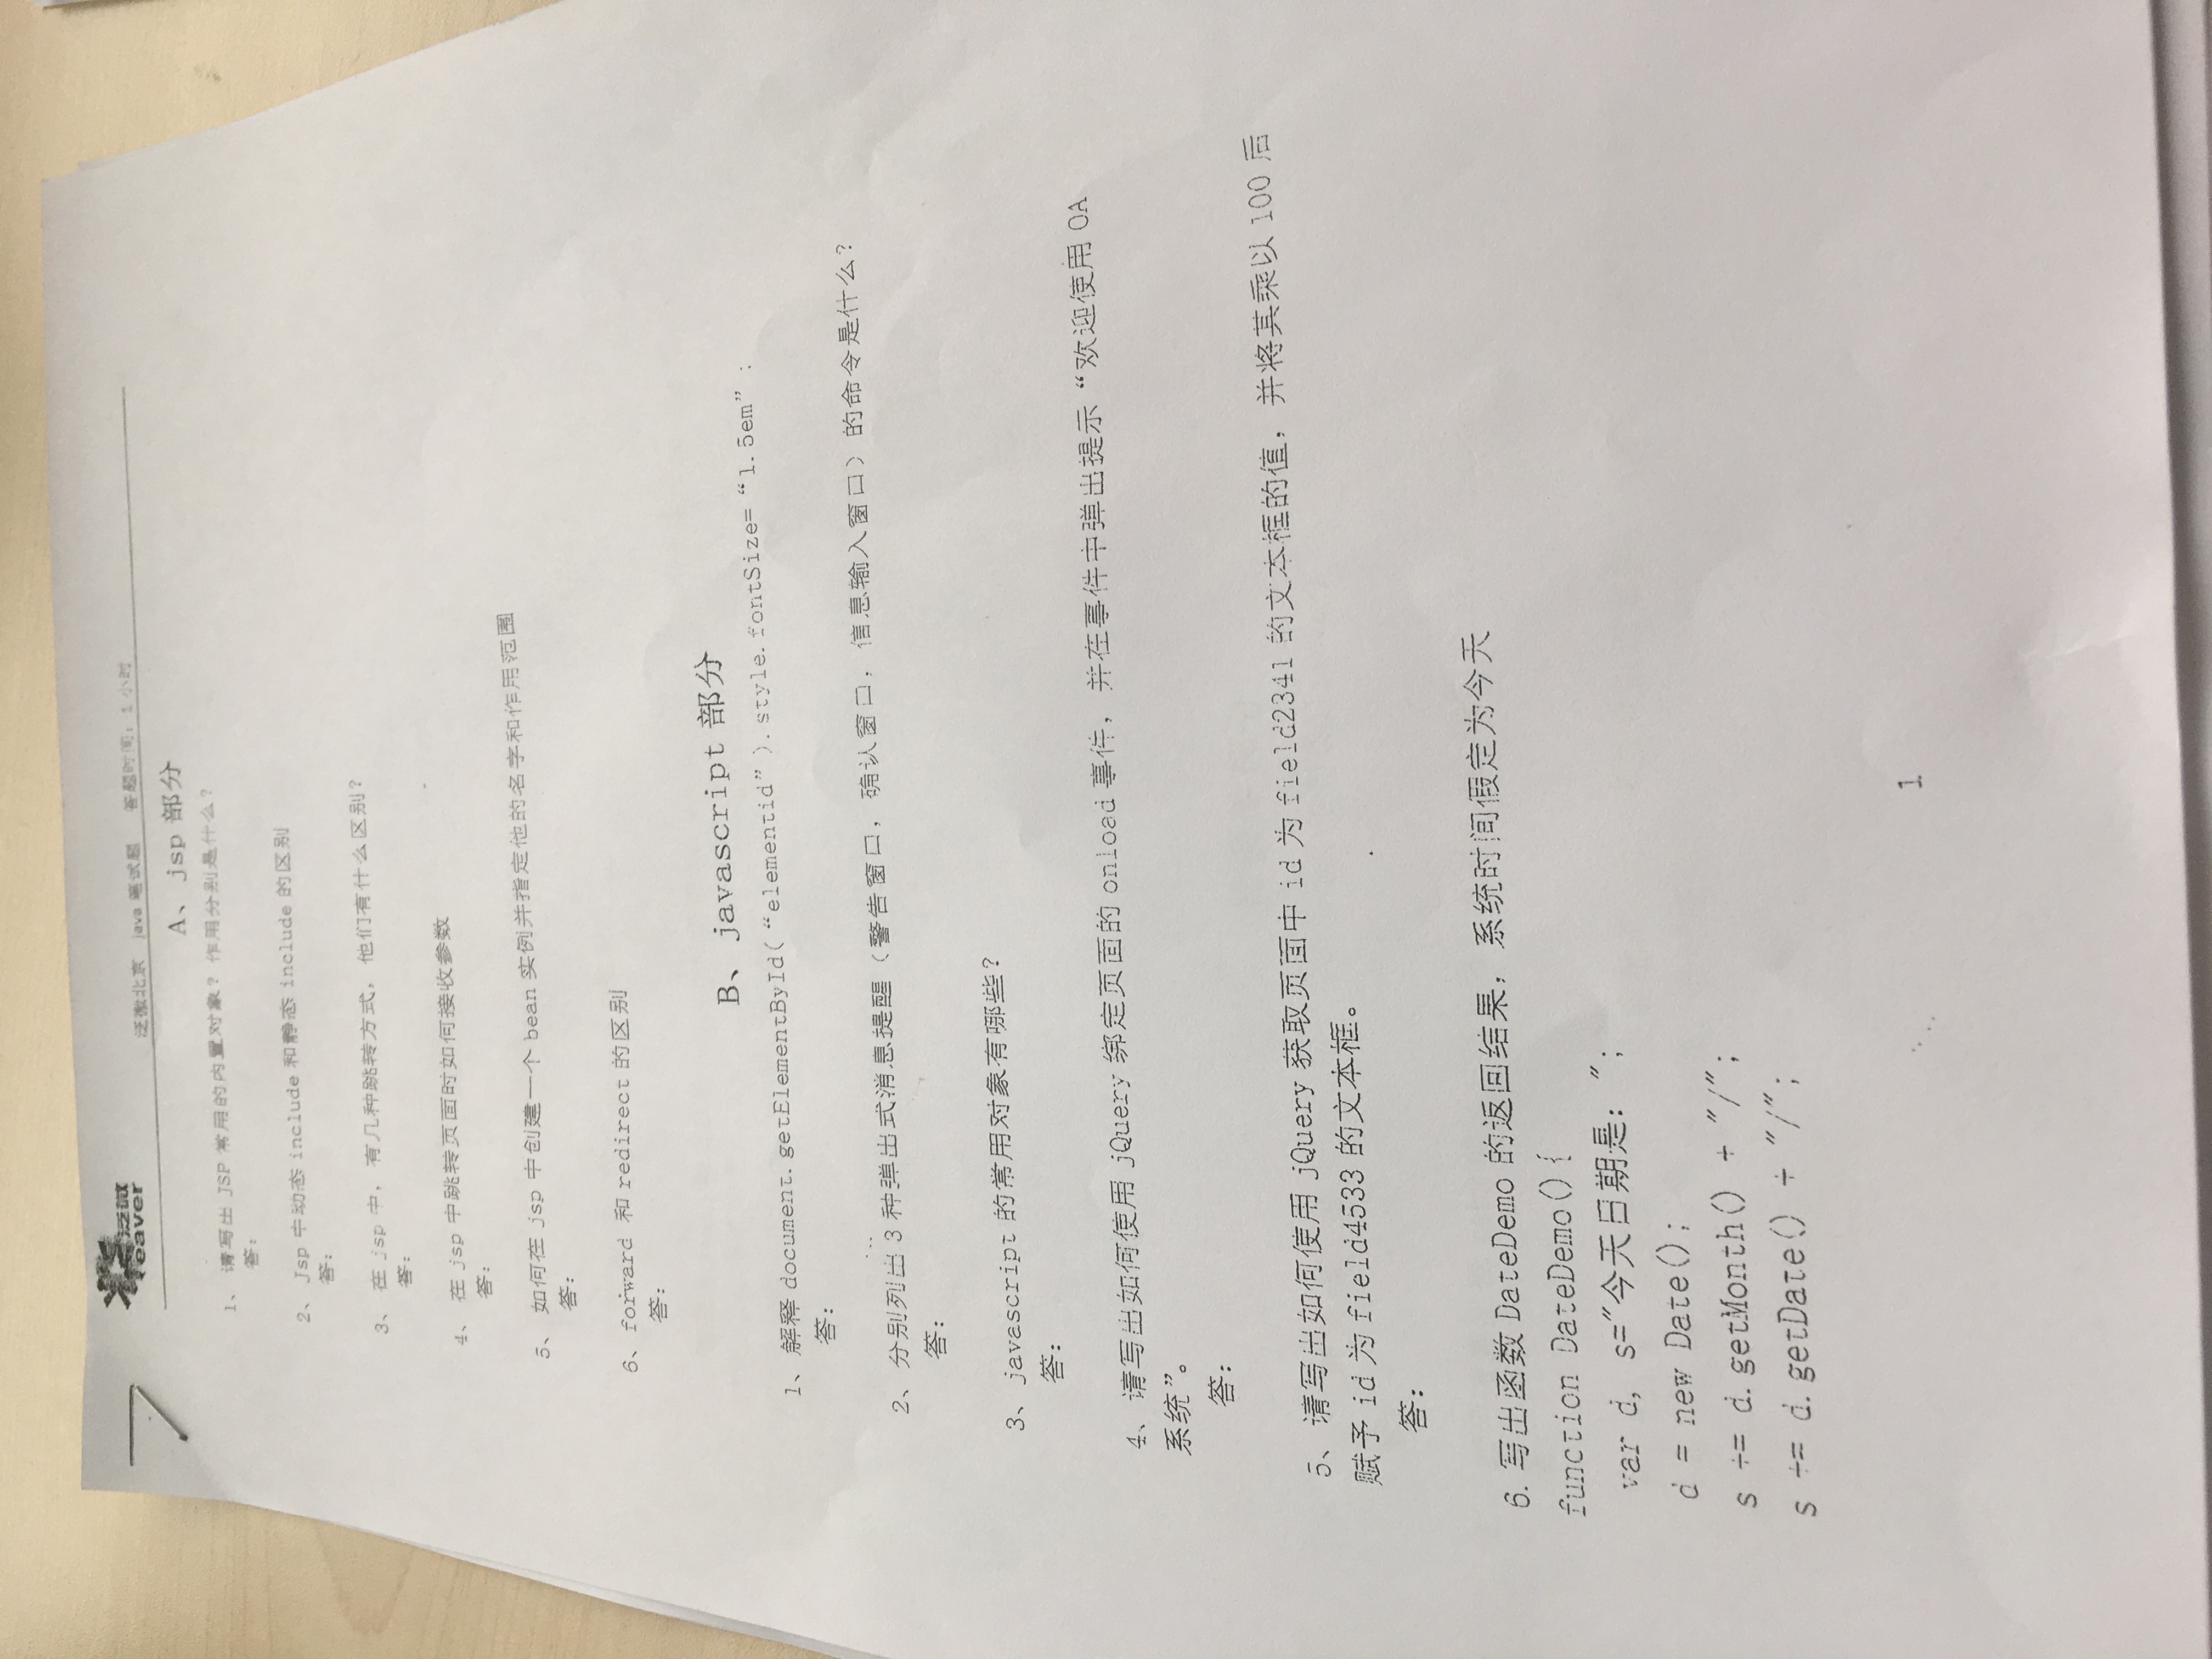 泛微
eaver
泛微北京 java 笔试题 答题时间：1 小时
A、jsp 部分
1、 请写出 JSP 常用的内置对象？作用分别是什么？
答：
2、 Jsp 中动态 include 和静态 include 的区别
答：
3、 在 jsp 中，有几种跳转方式，他们有什么区别？
答：
4、 在 jsp 中跳转页面时如何接收参数
答：
5、 如何在 jsp 中创建一个 bean 实例并指定他的名字和作用范围
答：
6、forward 和 redirect 的区别
答：
B、javascript 部分
1、解释 document.getElementById(“elementid”).style.fontSize=“1.5em”；
答：
2、分别列出 3 种弹出式消息提醒（警告窗口，确认窗口，信息输入窗口）的命令是什么？
答：
3、javascript 的常用对象有哪些？
答：
4、请写出如何使用 jQuery 绑定页面的 onload 事件，并在事件中弹出提示“欢迎使用 OA
系统”。
答：
5、请写出如何使用 jQuery 获取页面中 id 为 field2341 的文本框的值，并将其乘以 100 后
赋予 id 为 field4533 的文本框。
答：
6. 写出函数 DateDemo 的返回结果，系统时间假定为今天
function DateDemo(){
var d, s="今天日期是：";
d = new Date();
s += d.getMonth() + "/";
s += d.getDate() + "/";
1